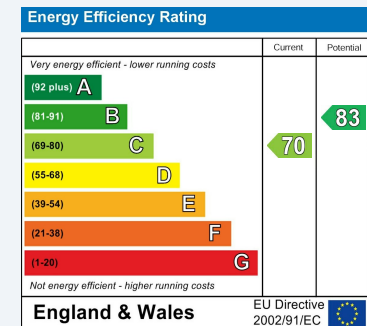 Energy Efficiency Rating
Current Potential
Very energy efficient - lower running costs
(92 plus) A
(81-91) B
83
(69-80) C
70
(55-68) D
(39-54) E
(21-38) F
(1-20) G
Not energy efficient - higher running costs
England & Wales
EU Directive
2002/91/EC